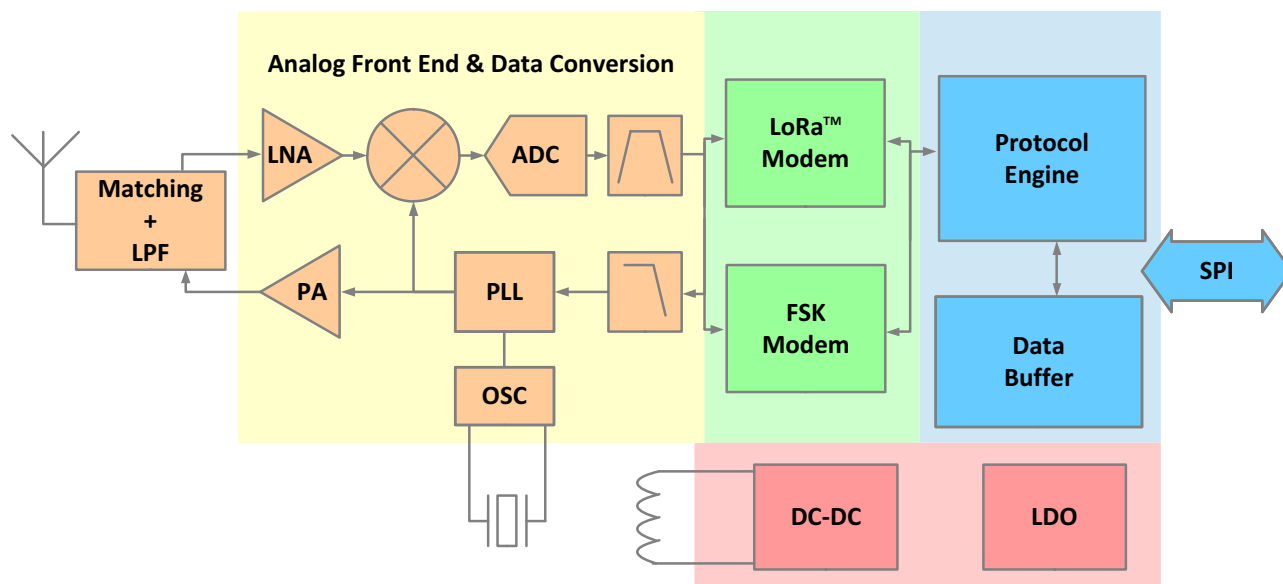 Analog Front End & Data Conversion
LNA
ADC
LoRa™
Modem
Protocol
Engine
Matching
+
LPF
PA
PLL
FSK
Modem
SPI
Data
Buffer
OSC
DC-DC
LDO